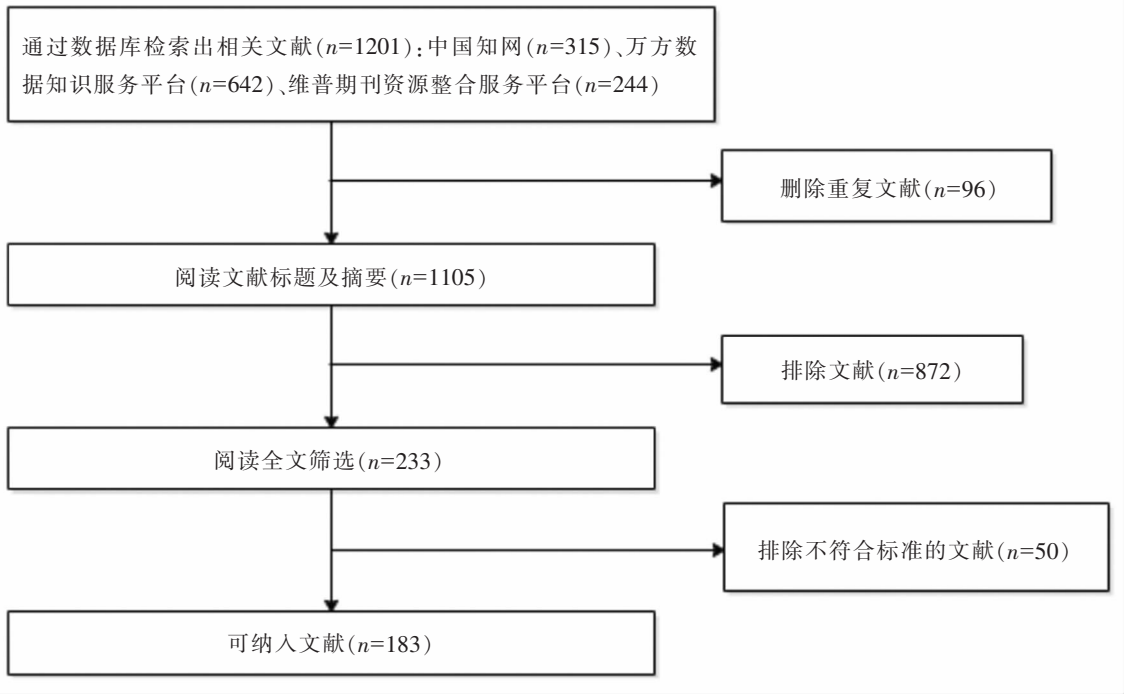 通过数据库检索出相关文献(n=1201):中国知网(n=315)、万方数
据知识服务平台(n=642)、维普期刊资源整合服务平台(n=244)
删除重复文献(n=96)
阅读文献标题及摘要(n=1105)
排除文献(n=872)
阅读全文筛选(n=233)
排除不符合标准的文献(n=50)
可纳入文献(n=183)